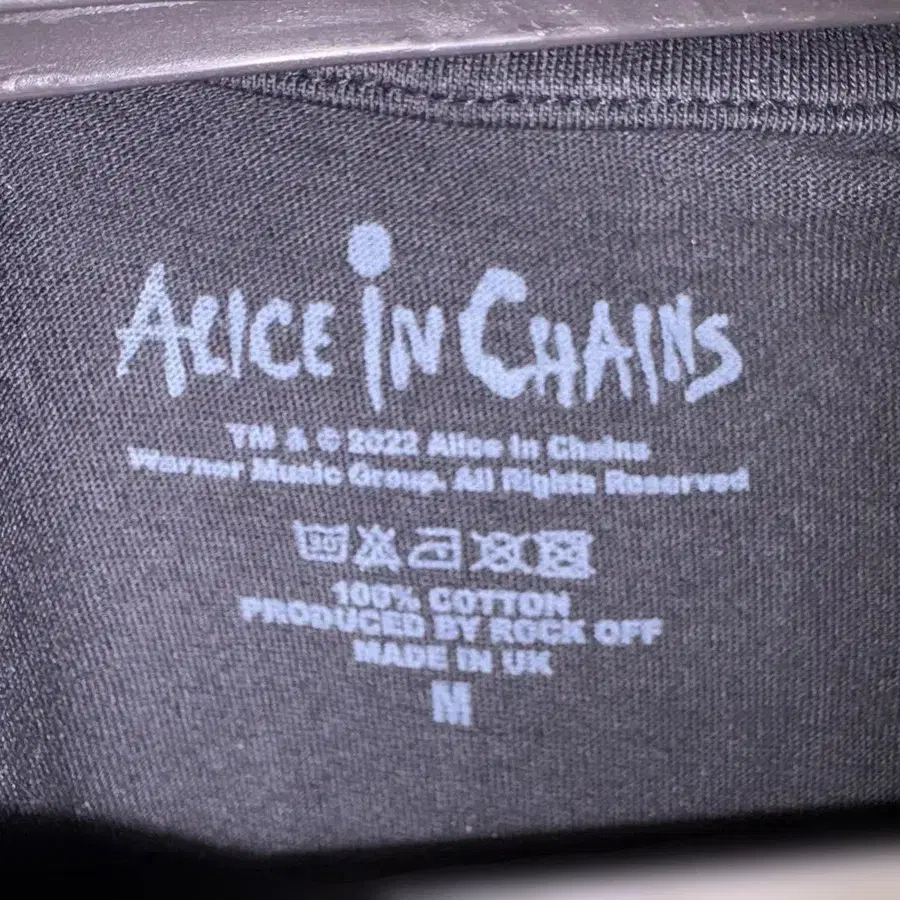 ALICE IN CHAINS
TM & © 2022 Alice in Chains
Warner Music Group. All Rights Reserved
100% COTTON
PRODUCED BY ROCK OFF
MADE IN UK
M